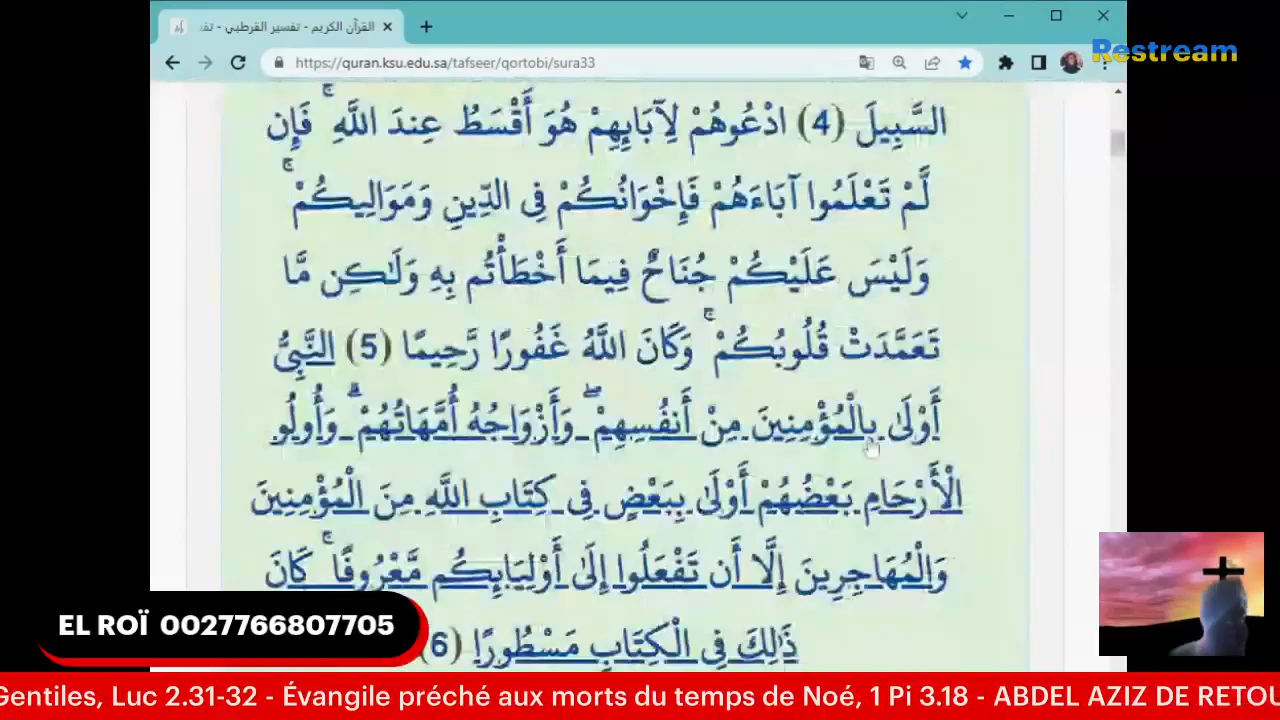 القرآن الكريم - تفسير القرطبي - تف
https://quran.ksu.edu.sa/tafseer/qortobi/sura33
Restream
السَّبِيلَ (4) ادْعُوهُمْ لِآبَائِهِمْ هُوَ أَقْسَطُ عِندَ اللَّهِ ۚ فَإِن
لَّمْ تَعْلَمُوا آبَاءَهُمْ فَإِخْوَانُكُمْ فِي الدِّينِ وَمَوَالِيكُمْ ۚ
وَلَيْسَ عَلَيْكُمْ جُنَاحٌ فِيمَا أَخْطَأْتُم بِهِ وَلَٰكِن مَّا
تَعَمَّدَتْ قُلُوبُكُمْ ۚ وَكَانَ اللَّهُ غَفُورًا رَّحِيمًا (5) النَّبِيُّ
أَوْلَىٰ بِالْمُؤْمِنِينَ مِنْ أَنفُسِهِمْ ۖ وَأَزْوَاجُهُ أُمَّهَاتُهُمْ ۗ وَأُولُو
الْأَرْحَامِ بَعْضُهُمْ أَوْلَىٰ بِبَعْضٍ فِي كِتَابِ اللَّهِ مِنَ الْمُؤْمِنِينَ
وَالْمُهَاجِرِينَ إِلَّا أَن تَفْعَلُوا إِلَىٰ أَوْلِيَائِكُم مَّعْرُوفًا ۚ كَانَ
ذَٰلِكَ فِي الْكِتَابِ مَسْطُورًا (6)
EL ROÏ 0027766807705
Gentiles, Luc 2.31-32 - Évangile préché aux morts du temps de Noé, 1 Pi 3.18 - ABDEL AZIZ DE RETOU